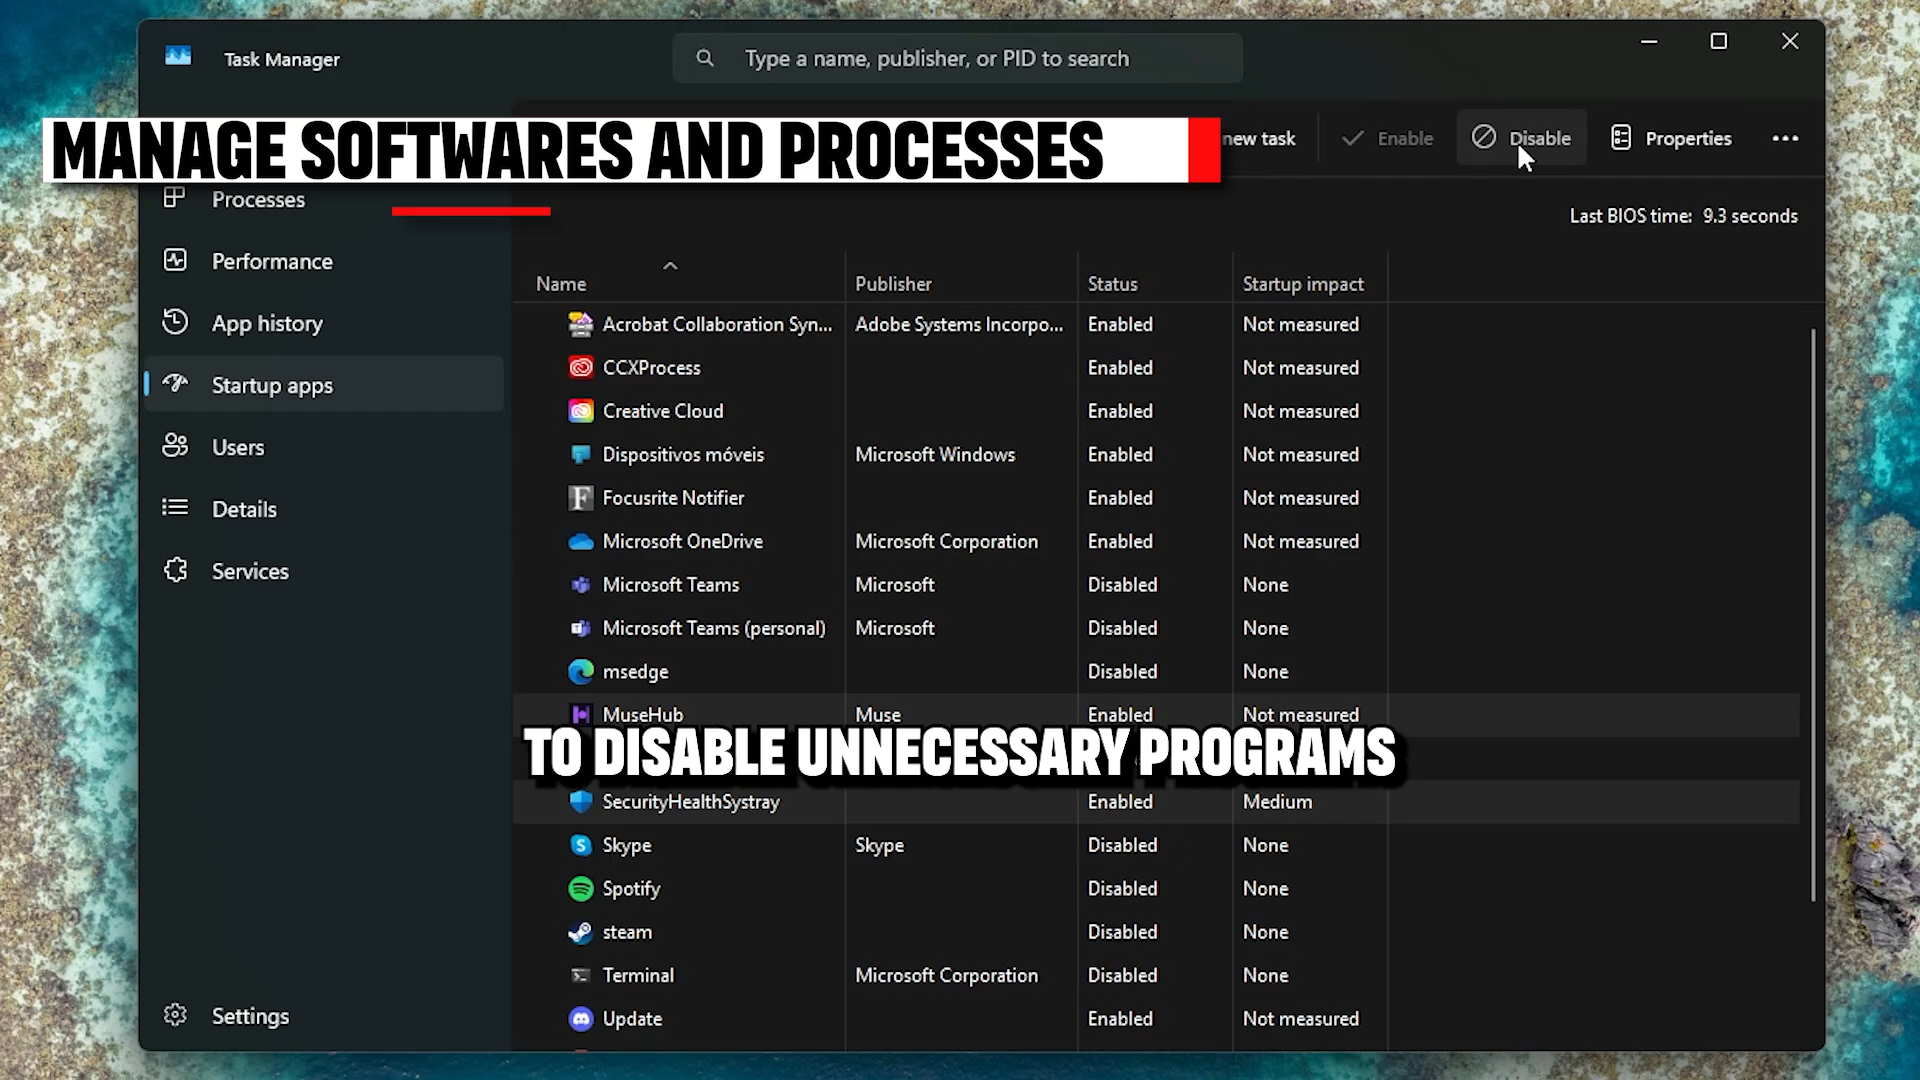 Task Manager
Type a name, publisher, or PID to search
MANAGE SOFTWARES AND PROCESSES
new task
Enable
Disable
Properties
Processes
Last BIOS time: 9.3 seconds
Performance
App history
Startup apps
Users
Details
Services
Settings
Name Publisher Status Startup impact
Acrobat Collaboration Syn... Adobe Systems Incorpo... Enabled Not measured
CCXProcess Enabled Not measured
Creative Cloud Enabled Not measured
Dispositivos móveis Microsoft Windows Enabled Not measured
Focusrite Notifier Enabled Not measured
Microsoft OneDrive Microsoft Corporation Enabled Not measured
Microsoft Teams Microsoft Disabled None
Microsoft Teams (personal) Microsoft Disabled None
msedge Disabled None
MuseHub Muse Enabled Not measured
TO DISABLE UNNECESSARY PROGRAMS
SecurityHealthSystray Enabled Medium
Skype Skype Disabled None
Spotify Disabled None
steam Disabled None
Terminal Microsoft Corporation Disabled None
Update Enabled Not measured